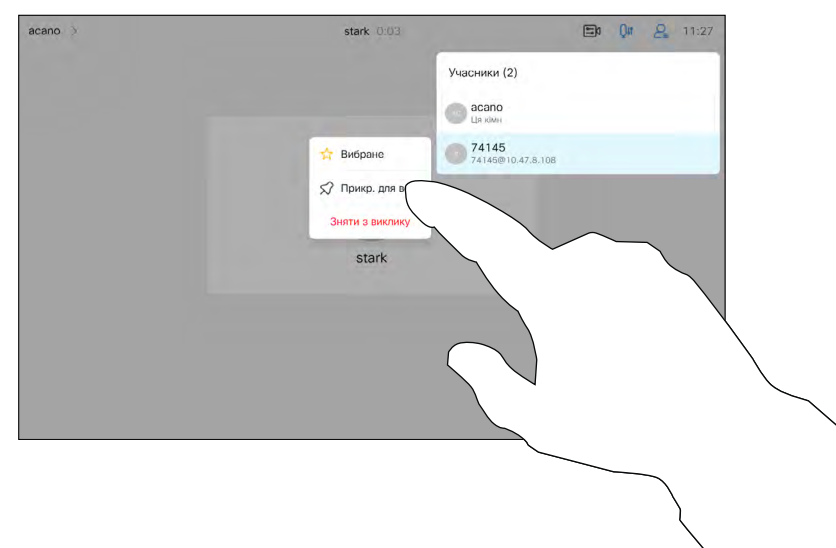 acano
stark 0:03
11:27
Учасники (2)
acano
Ця кімн
74145
74145@10.47.8.108
Вибране
Прикр. для в
Зняти з виклику
stark